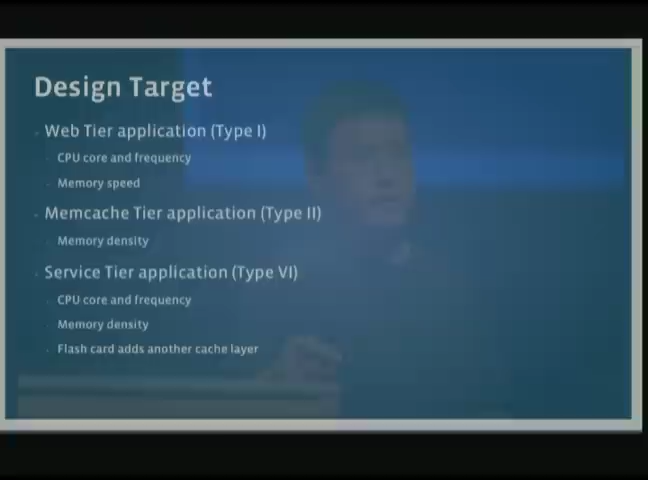 Design Target
Web Tier application (Type I)
CPU core and frequency
Memory speed
Memcache Tier application (Type II)
Memory density
Service Tier application (Type VI)
CPU core and frequency
Memory density
Flash card adds another cache layer